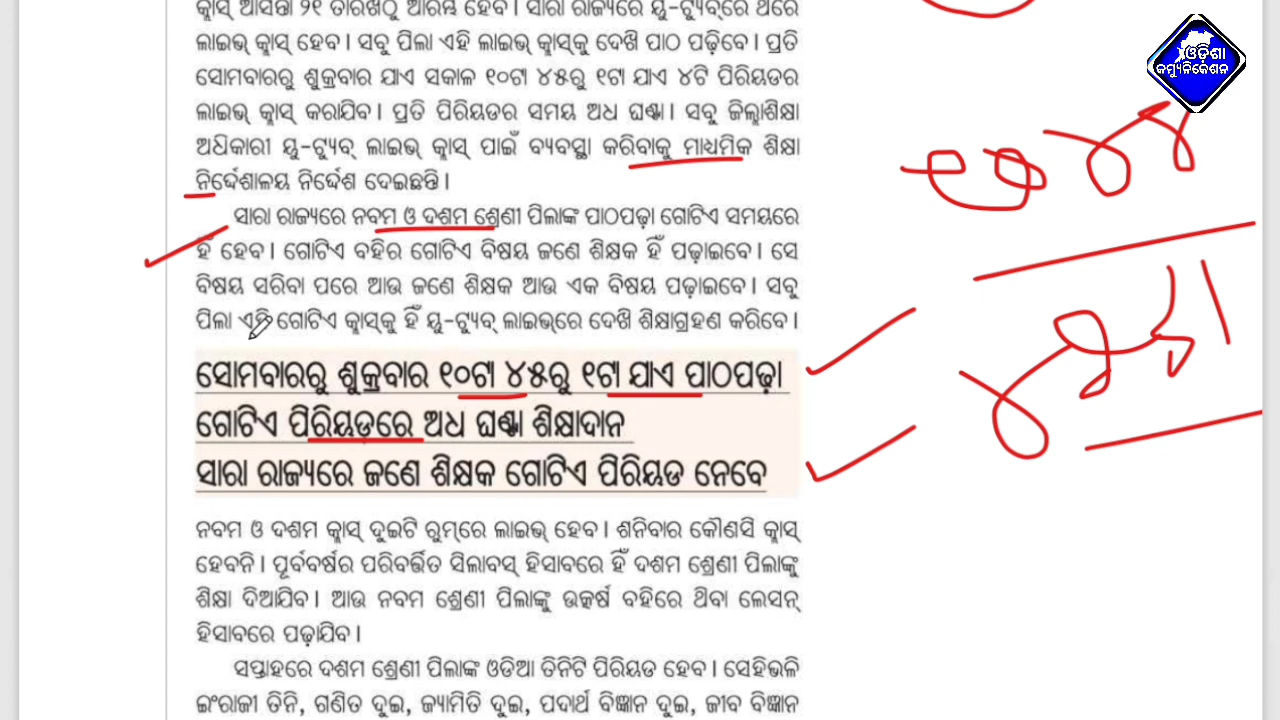 କ୍ଲାସ୍ ଆସନ୍ତା ୨୧ ତାରିଖଠୁ ଆରମ୍ଭ ହେବ। ସାରା ରାଜ୍ୟରେ ୟୁ-ଟ୍ୟୁବ୍‌ରେ ଥରେ
ଲାଇଭ୍ କ୍ଲାସ୍ ହେବ। ସବୁ ପିଲା ଏହି ଲାଇଭ୍ କ୍ଲାସ୍‌କୁ ଦେଖି ପାଠ ପଢ଼ିବେ। ପ୍ରତି
ସୋମବାରରୁ ଶୁକ୍ରବାର ଯାଏ ସକାଳ ୧୦ଟା ୪୫ରୁ ୧ଟା ଯାଏ ୪ଟି ପିରିୟଡର
ଲାଇଭ୍ କ୍ଲାସ୍ କରାଯିବ। ପ୍ରତି ପିରିୟଡର ସମୟ ଅଧ ଘଣ୍ଟା। ସବୁ ଜିଲ୍ଲାଶିକ୍ଷା
ଅଧିକାରୀ ୟୁ-ଟ୍ୟୁବ୍ ଲାଇଭ୍ କ୍ଲାସ୍ ପାଇଁ ବ୍ୟବସ୍ଥା କରିବାକୁ ମାଧ୍ୟମିକ ଶିକ୍ଷା
ନିର୍ଦ୍ଦେଶାଳୟ ନିର୍ଦ୍ଦେଶ ଦେଇଛନ୍ତି।
ସାରା ରାଜ୍ୟରେ ନବମ ଓ ଦଶମ ଶ୍ରେଣୀ ପିଲାଙ୍କ ପାଠପଢ଼ା ଗୋଟିଏ ସମୟରେ
ହିଁ ହେବ। ଗୋଟିଏ ବହିର ଗୋଟିଏ ବିଷୟ ଜଣେ ଶିକ୍ଷକ ହିଁ ପଢ଼ାଇବେ। ସେ
ବିଷୟ ସରିବା ପରେ ଆଉ ଜଣେ ଶିକ୍ଷକ ଆଉ ଏକ ବିଷୟ ପଢ଼ାଇବେ। ସବୁ
ପିଲା ଏହି ଗୋଟିଏ କ୍ଲାସ୍‌କୁ ହିଁ ୟୁ-ଟ୍ୟୁବ୍ ଲାଇଭ୍‌ରେ ଦେଖି ଶିକ୍ଷାଗ୍ରହଣ କରିବେ।
ସୋମବାରରୁ ଶୁକ୍ରବାର ୧୦ଟା ୪୫ରୁ ୧ଟା ଯାଏ ପାଠପଢ଼ା
ଗୋଟିଏ ପିରିୟଡ଼ରେ ଅଧ ଘଣ୍ଟା ଶିକ୍ଷାଦାନ
ସାରା ରାଜ୍ୟରେ ଜଣେ ଶିକ୍ଷକ ଗୋଟିଏ ପିରିୟଡ ନେବେ
ନବମ ଓ ଦଶମ କ୍ଲାସ୍ ଦୁଇଟି ରୁମ୍‌ରେ ଲାଇଭ୍ ହେବ। ଶନିବାର କୌଣସି କ୍ଲାସ୍
ହେବନି। ପୂର୍ବବର୍ଷର ପରିବର୍ତ୍ତିତ ସିଲାବସ୍ ହିସାବରେ ହିଁ ଦଶମ ଶ୍ରେଣୀ ପିଲାଙ୍କୁ
ଶିକ୍ଷା ଦିଆଯିବ। ଆଉ ନବମ ଶ୍ରେଣୀ ପିଲାଙ୍କୁ ଉତ୍କର୍ଷ ବହିରେ ଥିବା ଲେସନ୍
ହିସାବରେ ପଢ଼ାଯିବ।
ସପ୍ତାହରେ ଦଶମ ଶ୍ରେଣୀ ପିଲାଙ୍କ ଓଡିଆ ତିନିଟି ପିରିୟଡ ହେବ। ସେହିଭଳି
ଇଂରାଜୀ ତିନି, ଗଣିତ ଦୁଇ, ଜ୍ୟାମିତି ଦୁଇ, ପଦାର୍ଥ ବିଜ୍ଞାନ ଦୁଇ, ଜୀବ ବିଜ୍ଞାନ
ଓଡ଼ିଶା
କମ୍ୟୁନିକେଶନ